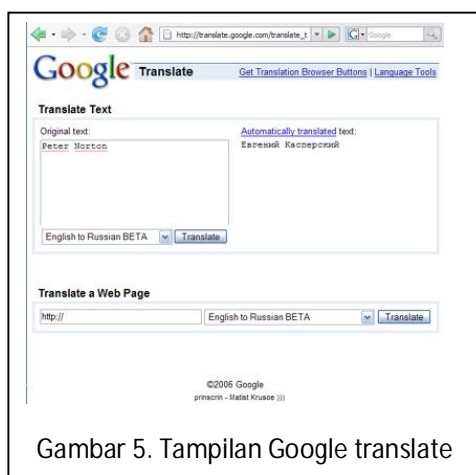 http://translate.google.com/translate_t
G Google
Google Translate
Get Translation Browser Buttons | Language Tools
Translate Text
Original text:
Automatically translated text:
Peter Norton
Евгений Касперский
English to Russian BETA
Translate
Translate a Web Page
http://
English to Russian BETA
Translate
©2006 Google
prinscrin - Matist Krusoe )))
Gambar 5. Tampilan Google translate